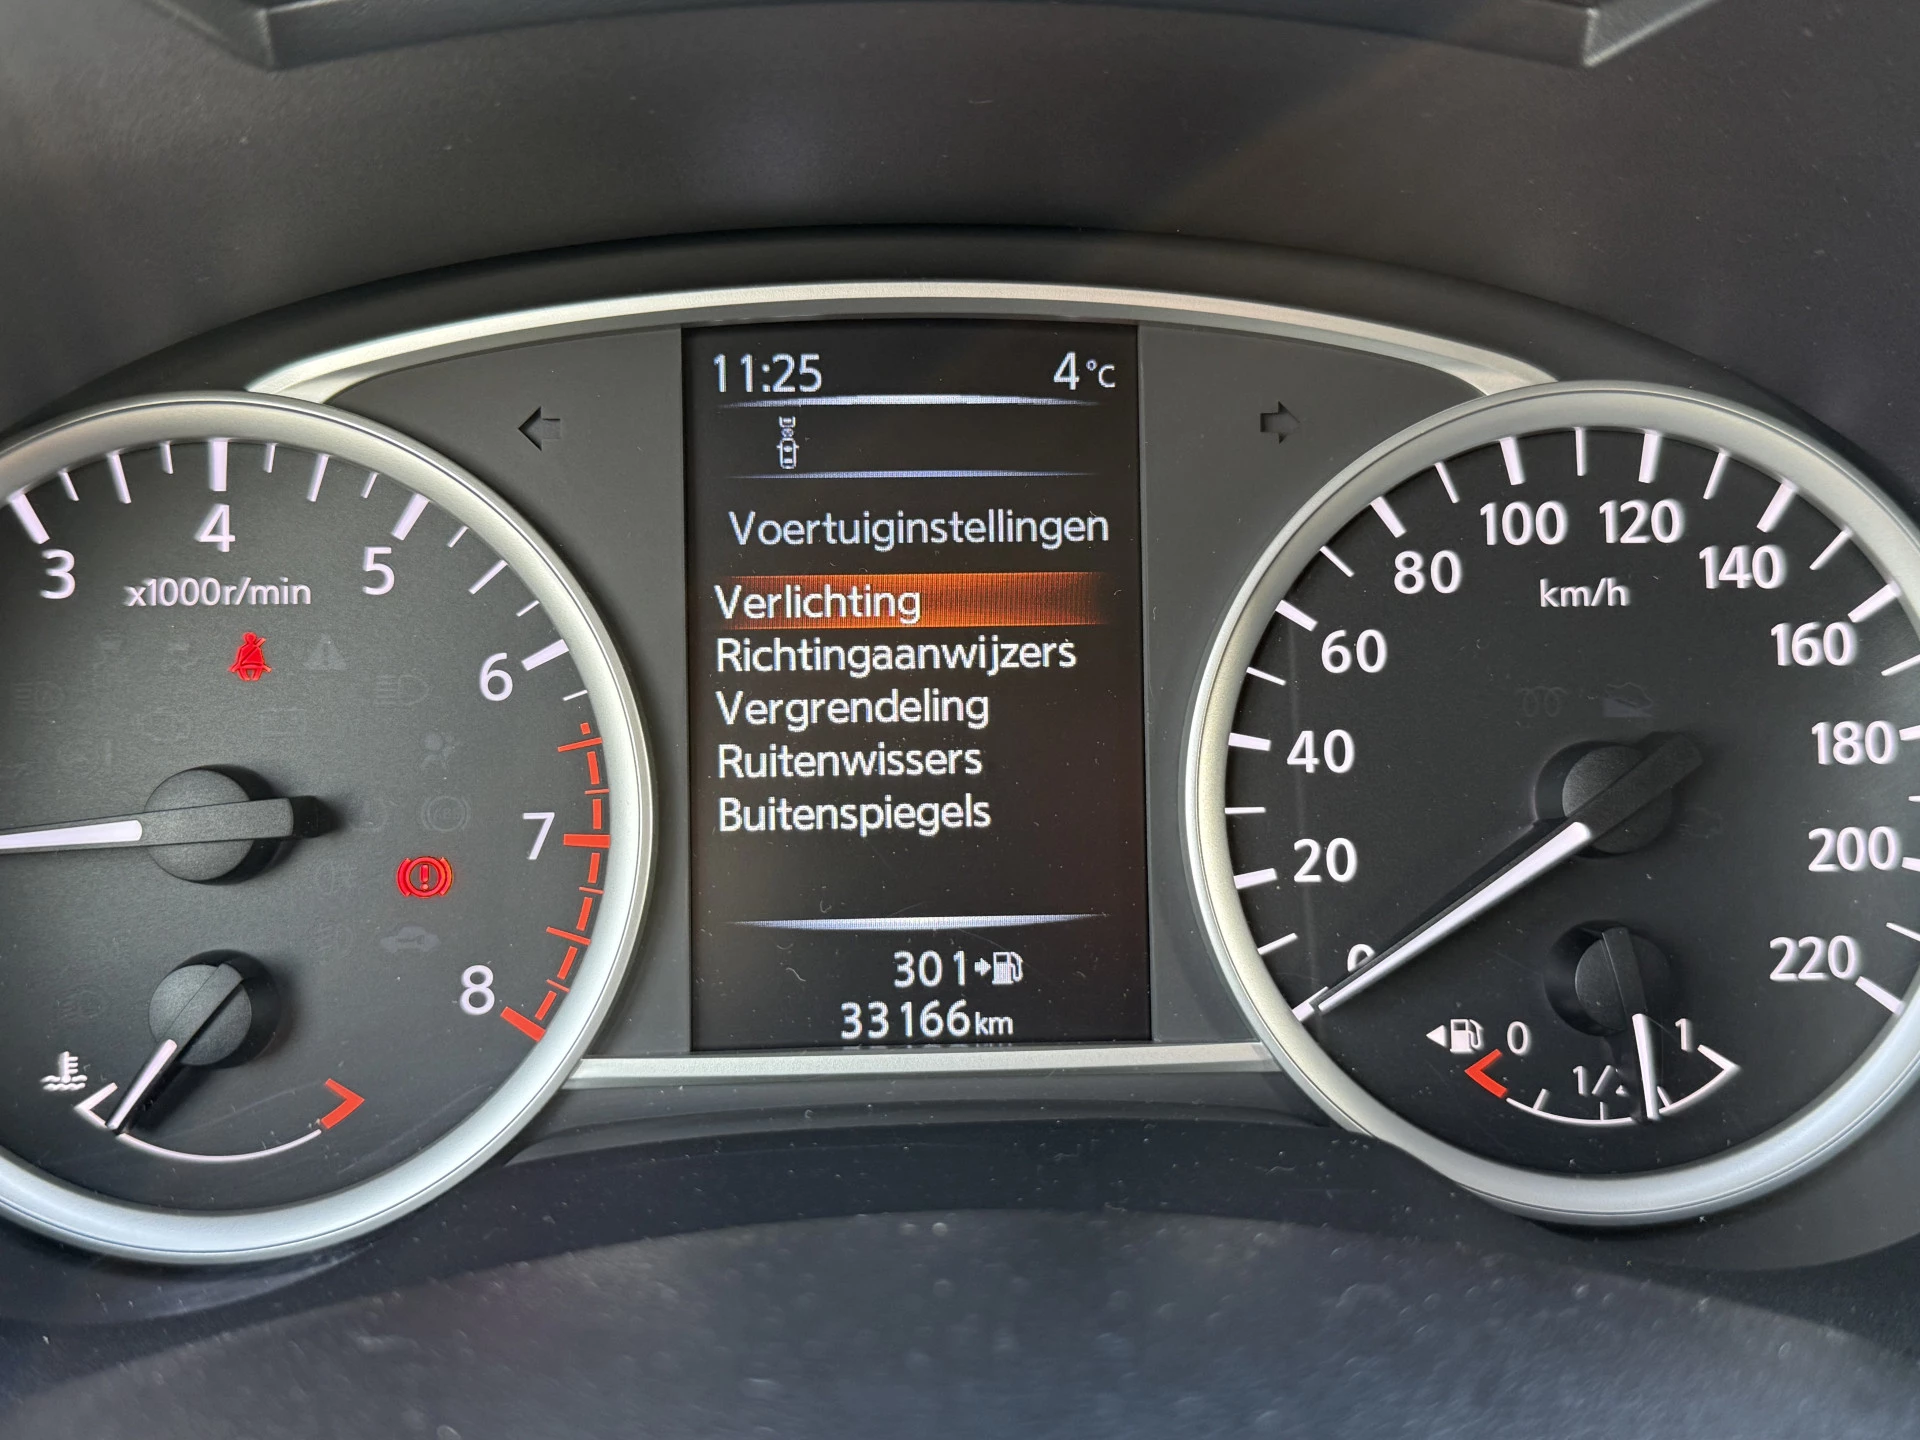 11:25 4°C
Voertuiginstellingen
Verlichting
Richtingaanwijzers
Vergrendeling
Ruitenwissers
Buitenspiegels
301
33166km
3 4 5 6 7 8
x1000r/min
0 20 40 60 80 100 120 140 160 180 200 220
km/h
0 1/2 1